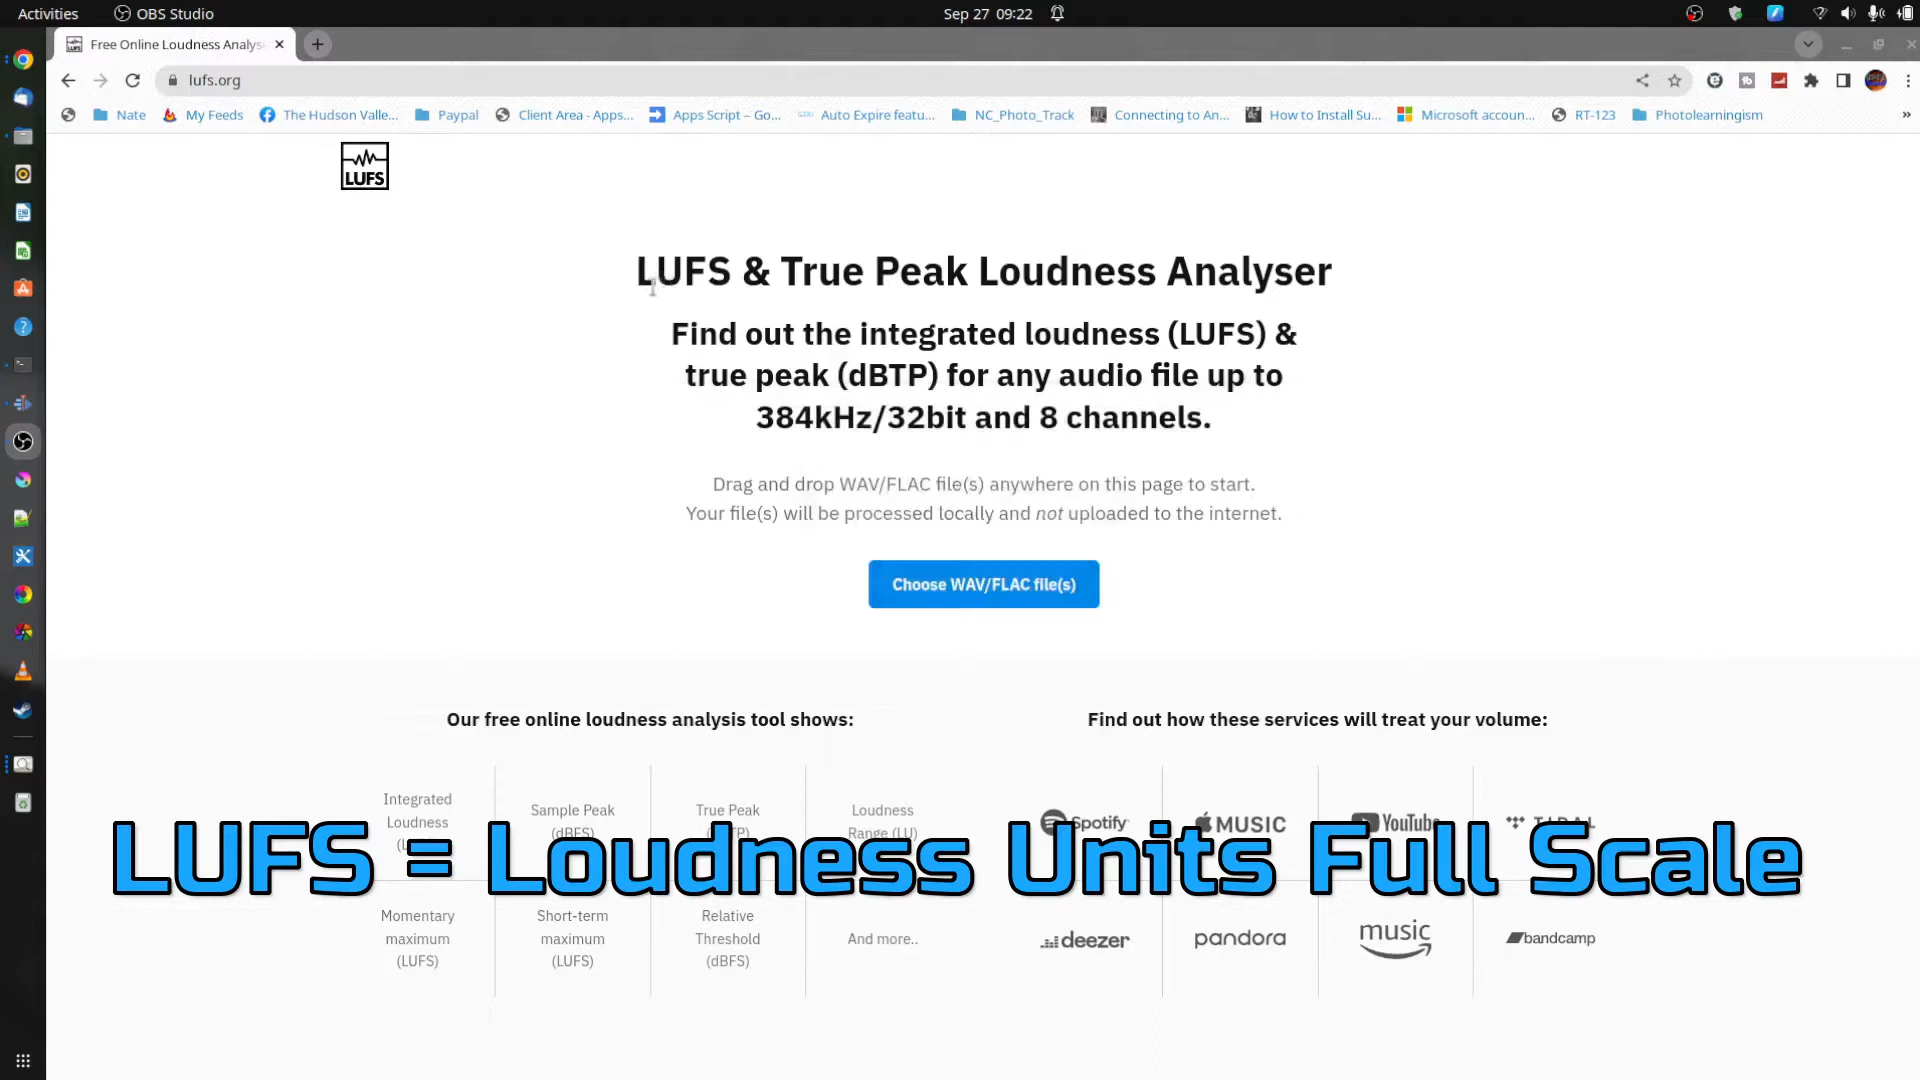 Activities
OBS Studio
Sep 27 09:22
Free Online Loudness Analys
lufs.org
Nate
My Feeds
The Hudson Valle...
Paypal
Client Area - Apps...
Apps Script – Go...
Auto Expire featu...
NC_Photo_Track
Connecting to An...
How to Install Su...
Microsoft accoun...
RT-123
Photolearningism
»
LUFS
LUFS & True Peak Loudness Analyser
Find out the integrated loudness (LUFS) &
true peak (dBTP) for any audio file up to
384kHz/32bit and 8 channels.
Drag and drop WAV/FLAC file(s) anywhere on this page to start.
Your file(s) will be processed locally and not uploaded to the internet.
Choose WAV/FLAC file(s)
Our free online loudness analysis tool shows:
Find out how these services will treat your volume:
Integrated
Loudness
Sample Peak
(dBFS)
True Peak
Loudness
Range (LU)
Spotify
MUSIC
YouTube
TIDAL
LUFS = Loudness Units Full Scale
Momentary
maximum
(LUFS)
Short-term
maximum
(LUFS)
Relative
Threshold
(dBFS)
And more..
deezer
pandora
music
bandcamp